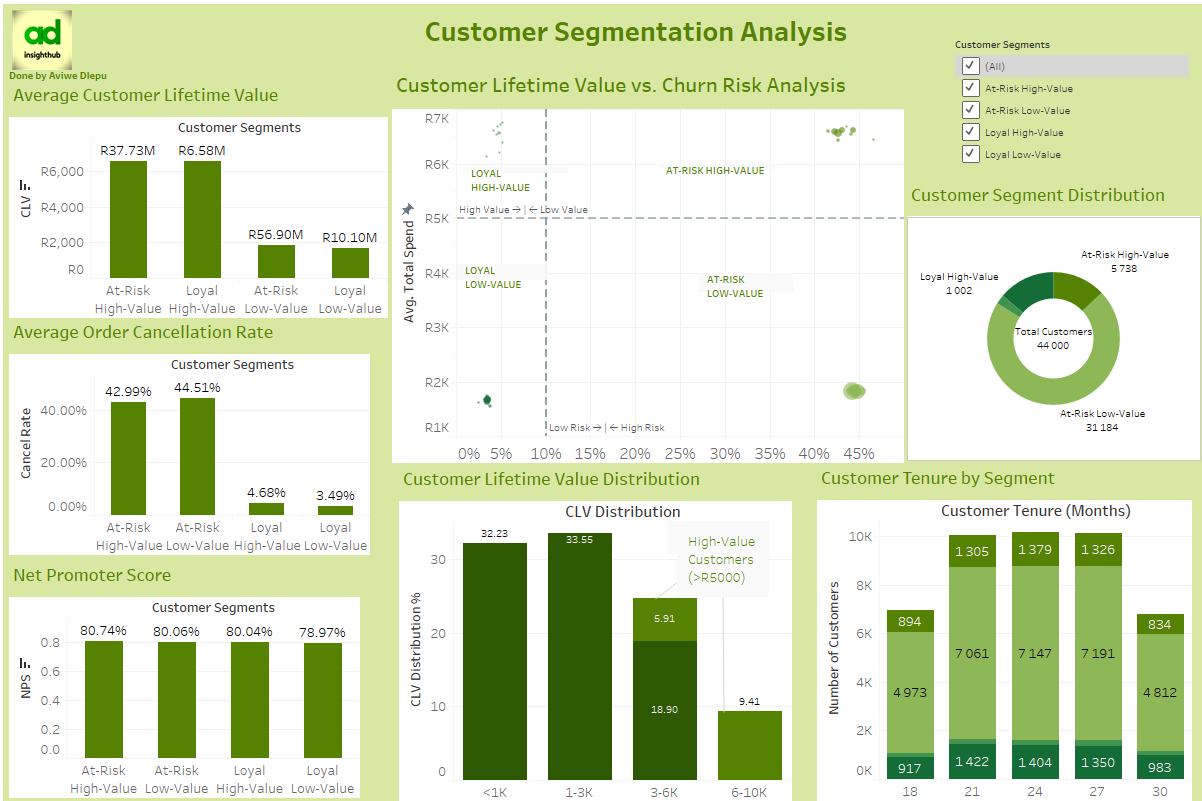 ad
insighthub
Done by Aviwe Dlepu
Customer Segmentation Analysis
Customer Segments
(All)
At-Risk High-Value
At-Risk Low-Value
Loyal High-Value
Loyal Low-Value
Average Customer Lifetime Value
Customer Segments
CLV
R6,000
R4,000
R2,000
R0
R37.73M
R6.58M
R56.90M
R10.10M
At-Risk High-Value
Loyal High-Value
At-Risk Low-Value
Loyal Low-Value
Average Order Cancellation Rate
Customer Segments
Cancel Rate
40.00%
20.00%
0.00%
42.99%
44.51%
4.68%
3.49%
At-Risk High-Value
At-Risk Low-Value
Loyal High-Value
Loyal Low-Value
Net Promoter Score
Customer Segments
NPS
0.8
0.6
0.4
0.2
0.0
80.74%
80.06%
80.04%
78.97%
At-Risk High-Value
At-Risk Low-Value
Loyal High-Value
Loyal Low-Value
Customer Lifetime Value vs. Churn Risk Analysis
Avg. Total Spend
R7K
R6K
R5K
R4K
R3K
R2K
R1K
LOYAL
HIGH-VALUE
AT-RISK HIGH-VALUE
High Value → | ← Low Value
LOYAL
LOW-VALUE
AT-RISK
LOW-VALUE
Low Risk → | ← High Risk
0% 5% 10% 15% 20% 25% 30% 35% 40% 45%
Customer Segment Distribution
At-Risk High-Value
5 738
Loyal High-Value
1 002
Total Customers
44 000
At-Risk Low-Value
31 184
Customer Lifetime Value Distribution
CLV Distribution
CLV Distribution %
30
20
10
0
32.23
33.55
High-Value
Customers
(>R5000)
5.91
18.90
9.41
<1K 1-3K 3-6K 6-10K
Customer Tenure by Segment
Customer Tenure (Months)
Number of Customers
10K
8K
6K
4K
2K
0K
894 1 305 1 379 1 326 834
4 973 7 061 7 147 7 191 4 812
917 1 422 1 404 1 350 983
18 21 24 27 30